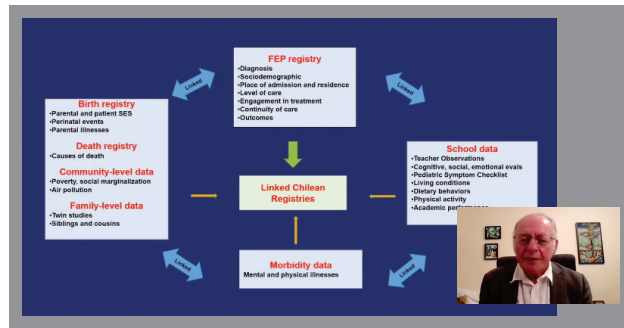 FEP registry
•Diagnosis
•Sociodemographic
•Place of admission and residence
•Level of care
•Engagement in treatment
•Continuity of care
•Outcomes
Linked
Linked
Birth registry
•Parental and patient SES
•Perinatal events
•Parental illnesses
Death registry
•Causes of death
Community-level data
•Poverty, social marginalization
•Air pollution
Family-level data
•Twin studies
•Siblings and cousins
Linked Chilean
Registries
School data
•Teacher Observations
•Cognitive, social, emotional evals
•Pediatric Symptom Checklist
•Living conditions
•Dietary behaviors
•Physical activity
•Academic
Morbidity data
Mental and physical illnesses
Linked
Linked